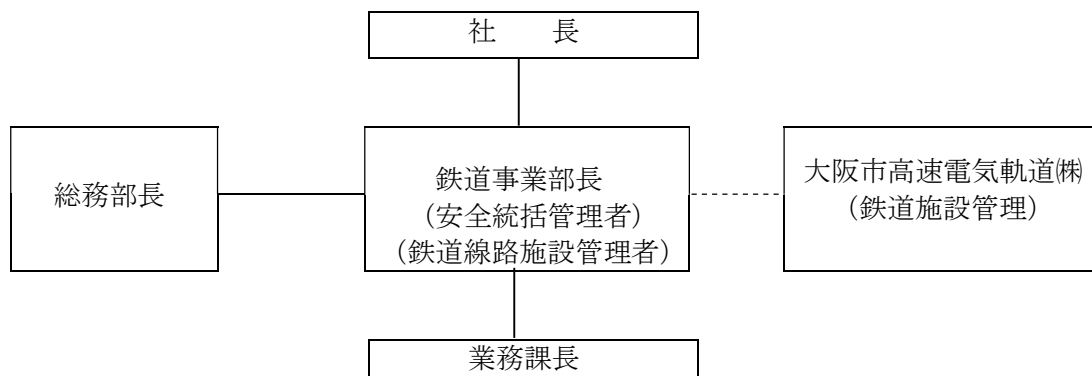 社　　長
総務部長
鉄道事業部長
（安全統括管理者）
（鉄道線路施設管理者）
大阪市高速電気軌道㈱
（鉄道施設管理）
業務課長